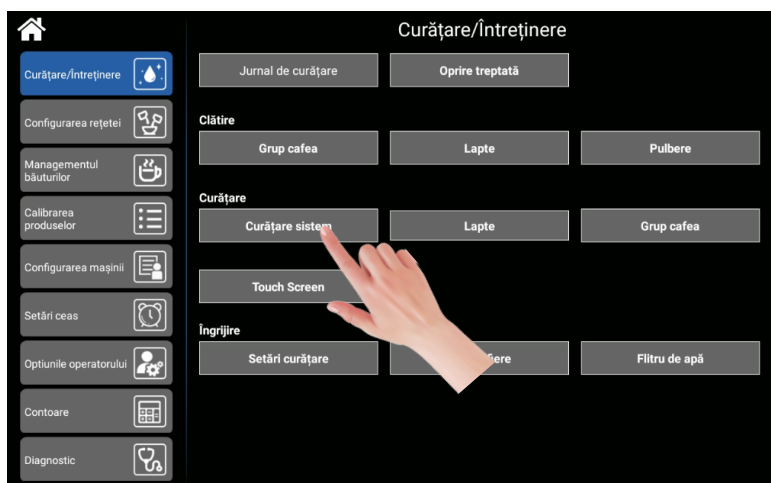 Curățare/Întreținere
Curățare/Întreținere
Jurnal de curățare
Oprire treptată
Configurarea rețetei
Clătire
Grup cafea
Lapte
Pulbere
Managementul
băuturilor
Curățare
Calibrarea
produselor
Curățare sistem
Lapte
Grup cafea
Configurarea mașinii
Touch Screen
Setări ceas
Îngrijire
Optiunile operatorului
Setări curățare
Flitru de apă
Contoare
Diagnostic